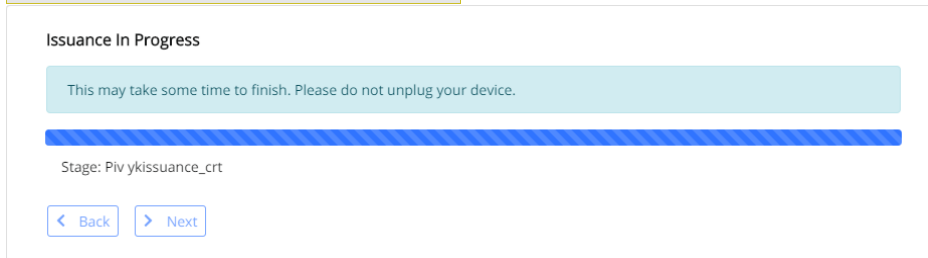 Issuance In Progress
This may take some time to finish. Please do not unplug your device.
Stage: Piv ykissuance_crt
Back
Next